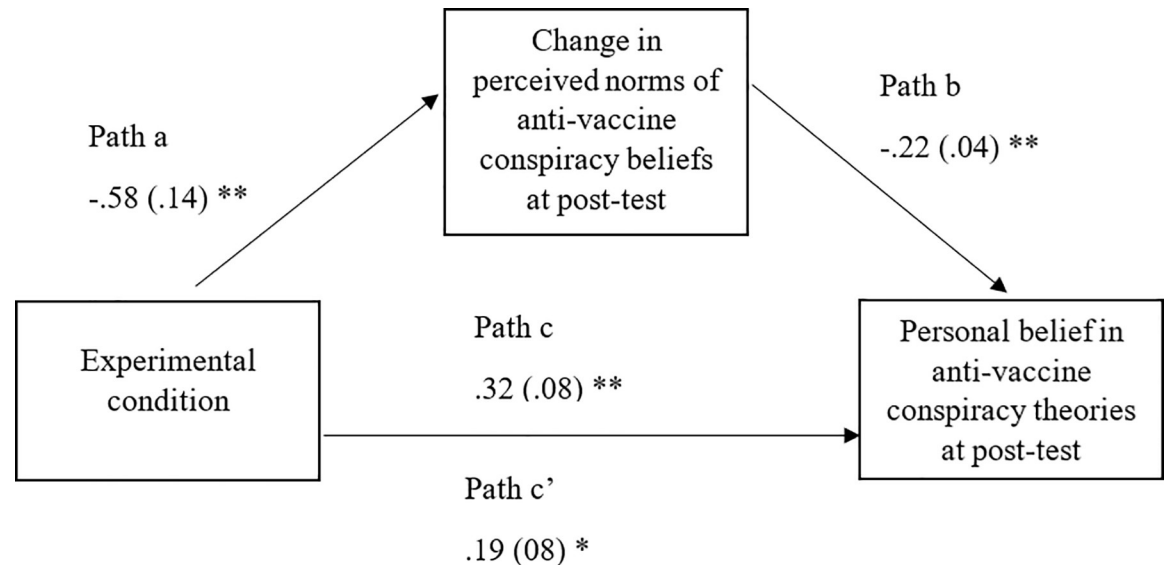 Change in
perceived norms of
anti-vaccine
conspiracy beliefs
at post-test
Path a
-.58 (.14) **
Path b
-.22 (.04) **
Experimental
condition
Path c
.32 (.08) **
Path c’
.19 (08) *
Personal belief in
anti-vaccine
conspiracy theories
at post-test